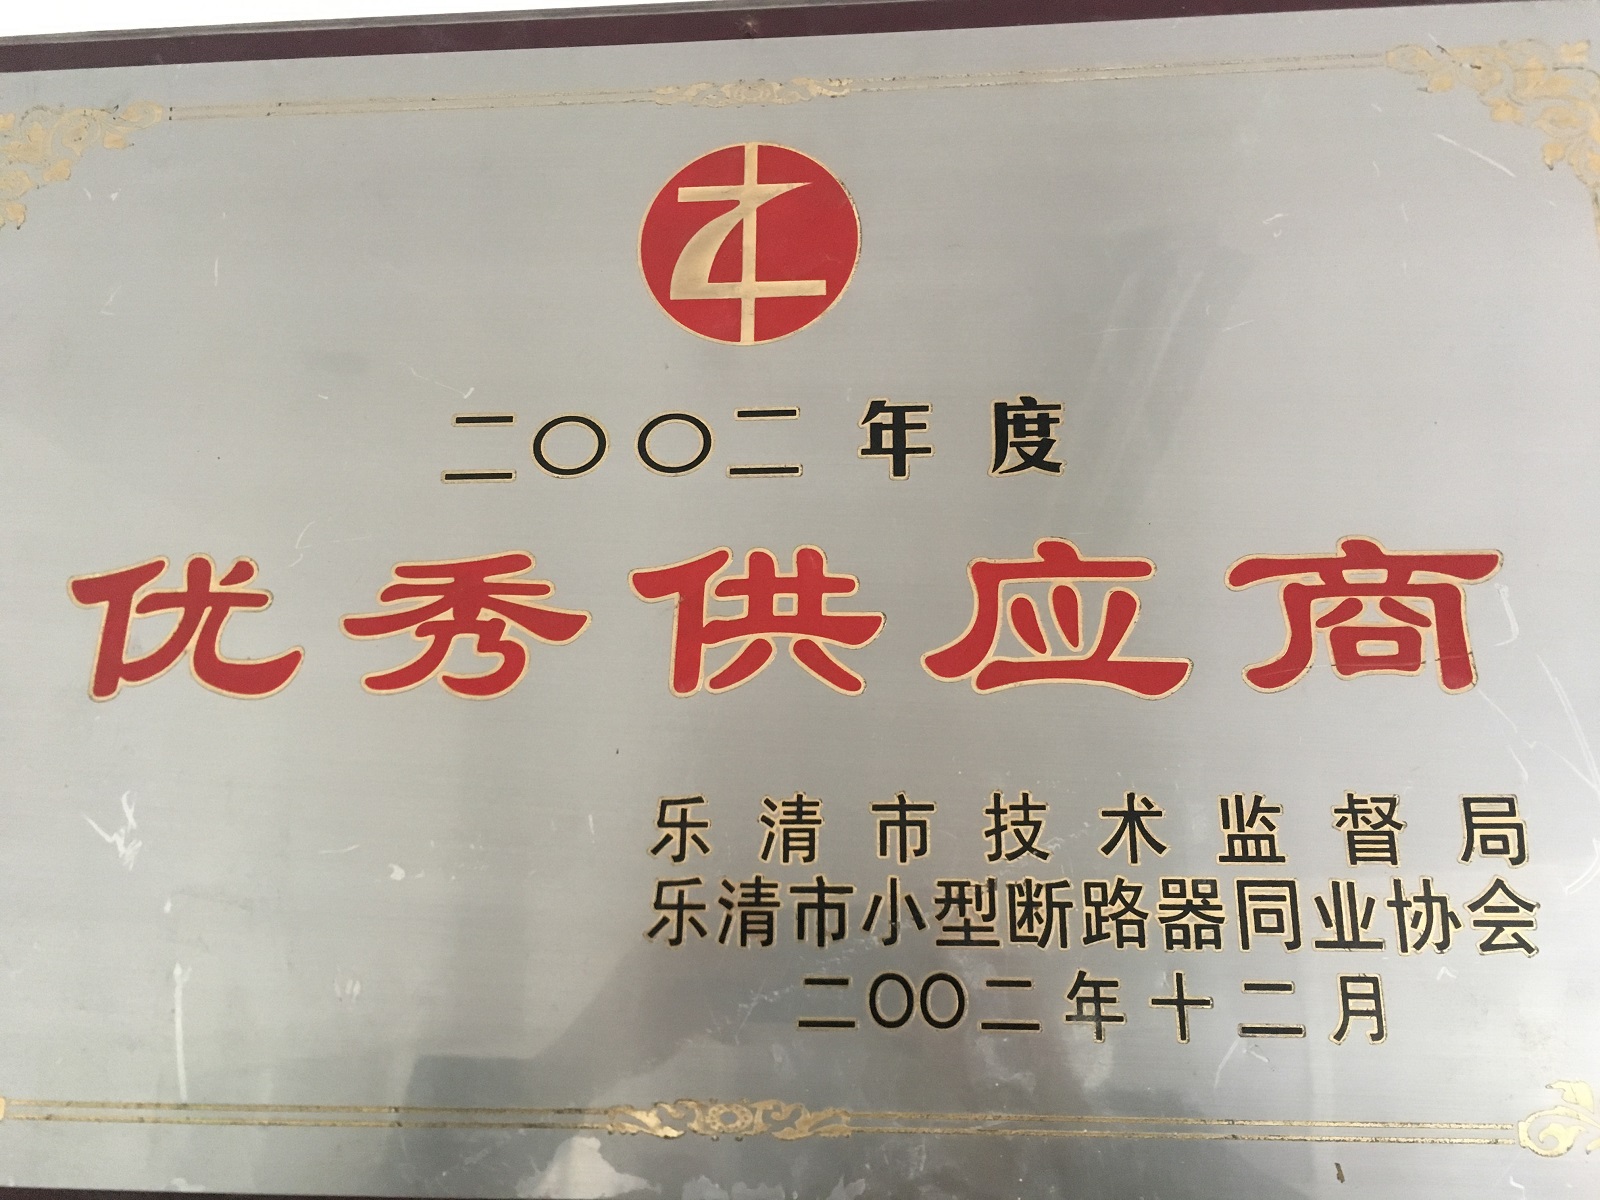 二〇〇二年度
优秀供应商
乐清市技术监督局
乐清市小型断路器同业协会
二〇〇二年十二月